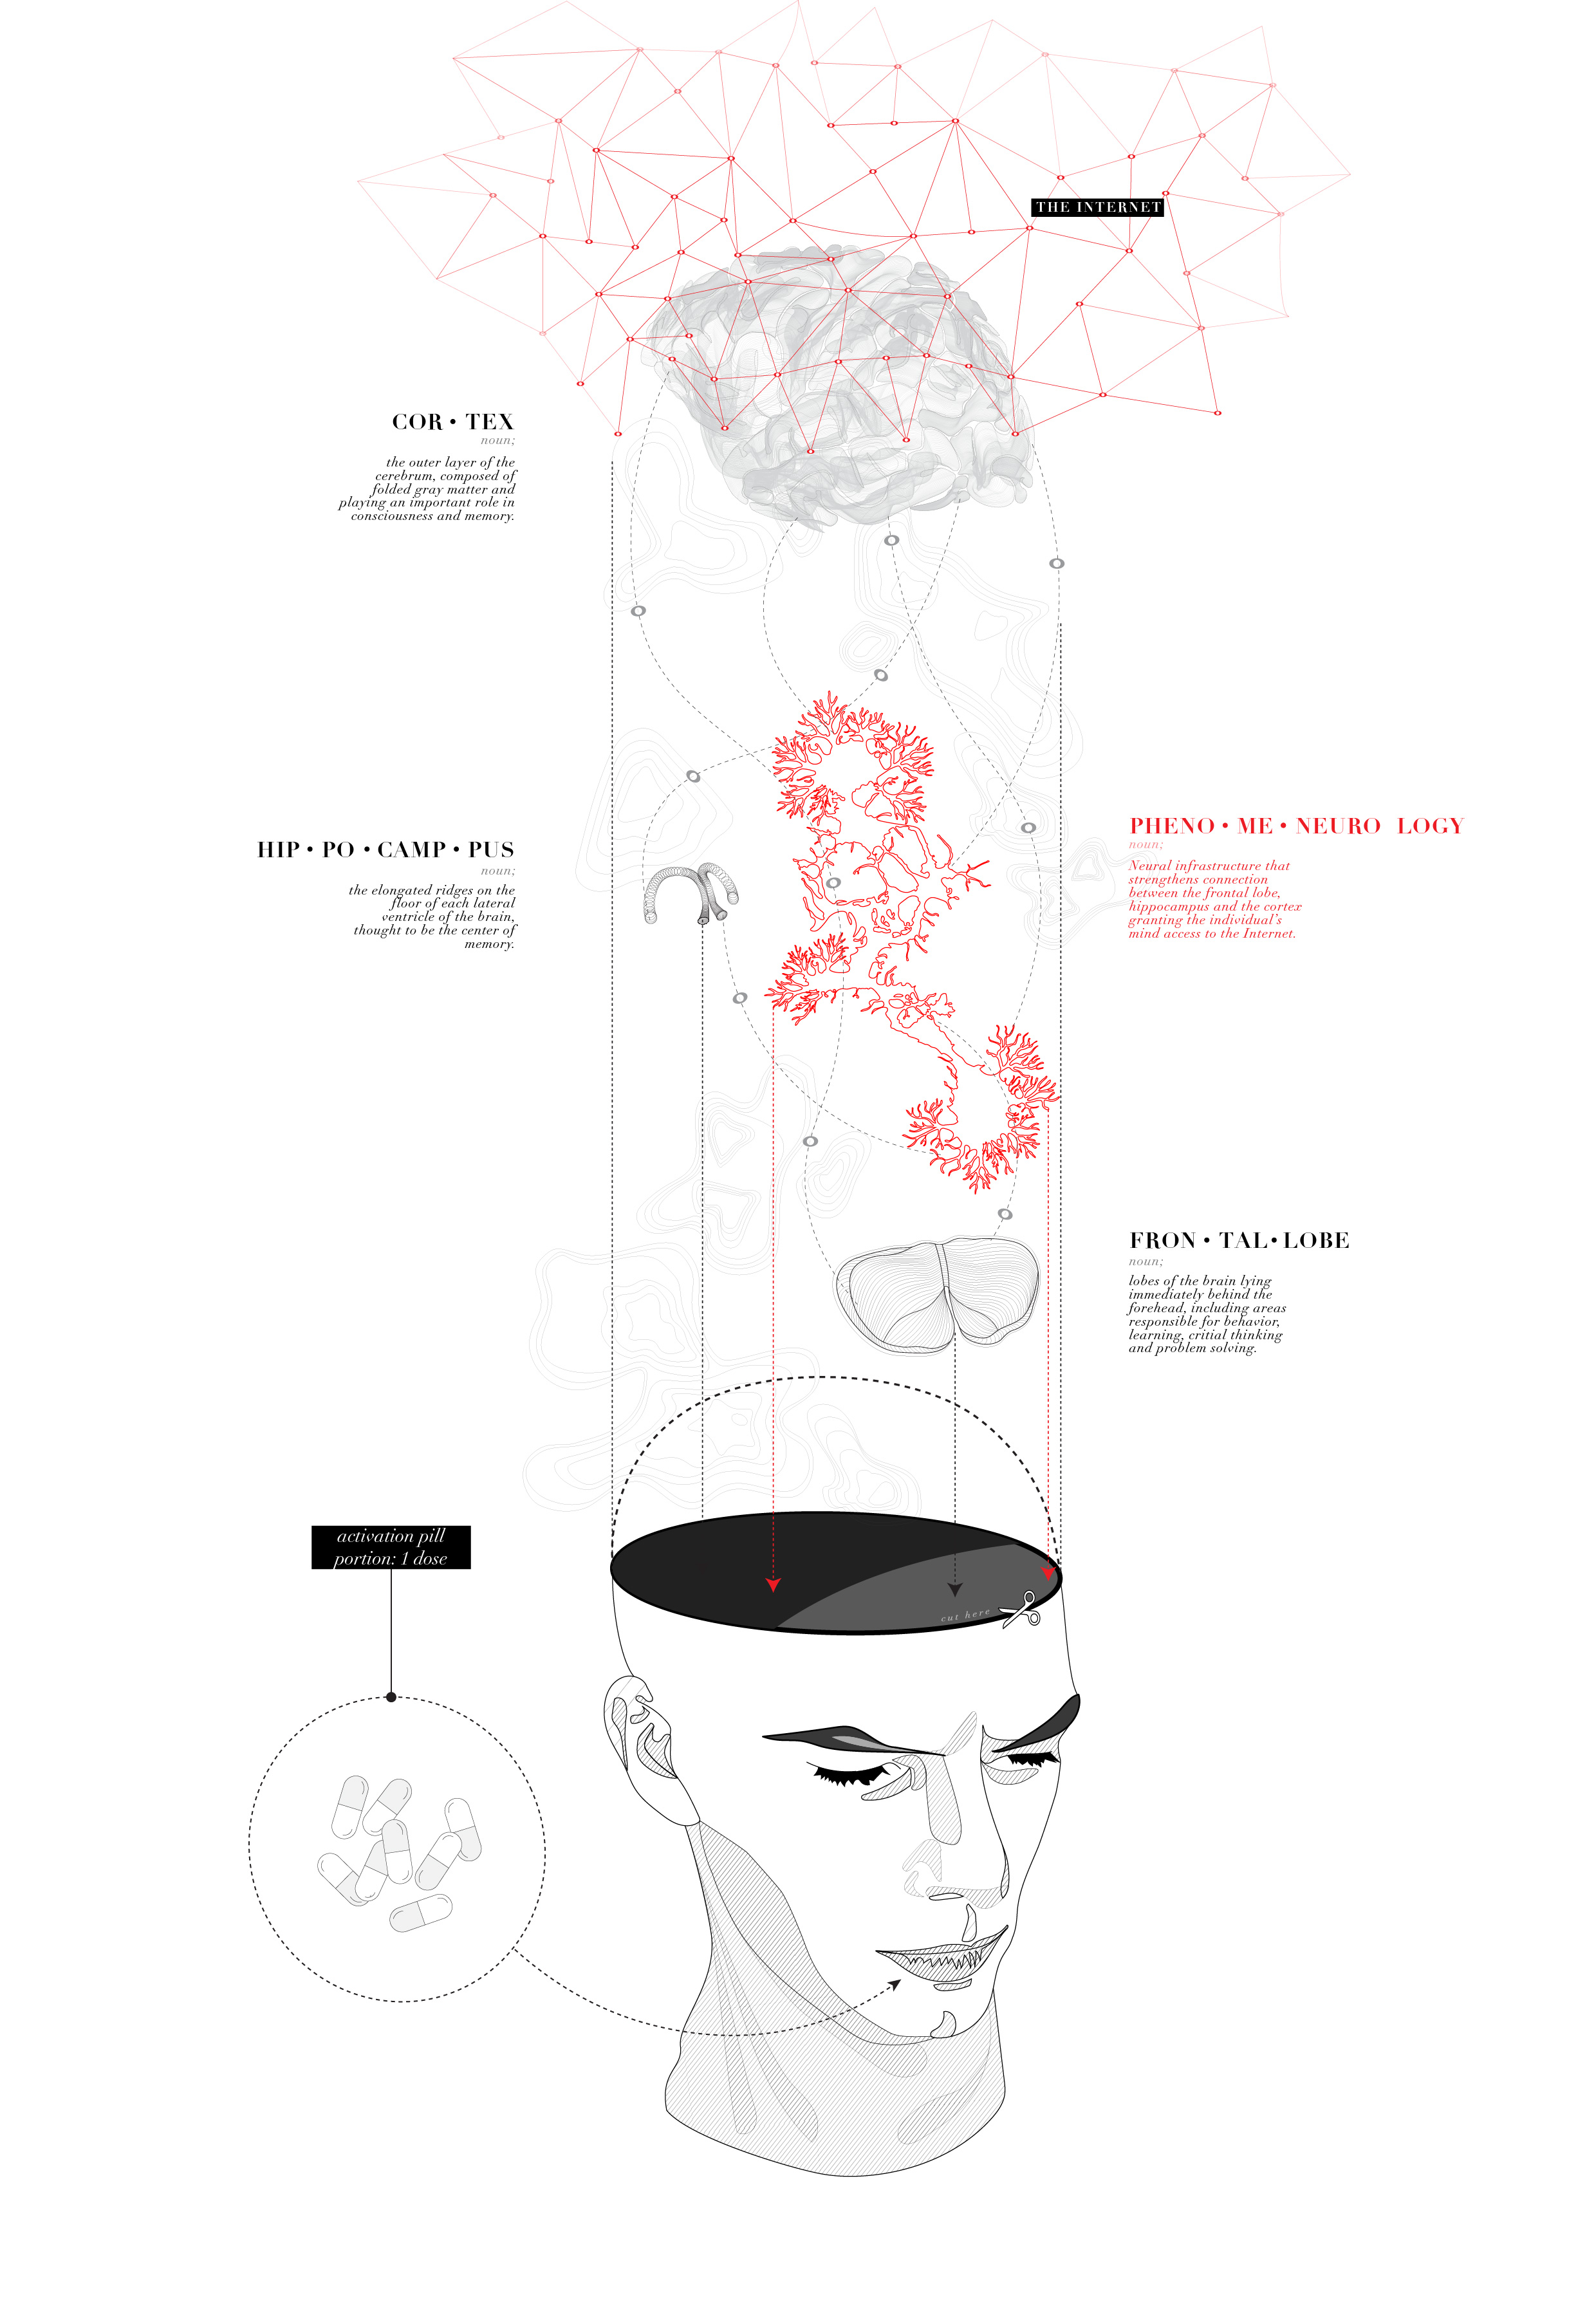 THE INTERNET
COR • TEX
noun;
the outer layer of the
cerebrum, composed of
folded gray matter and
playing an important role in
consciousness and memory.
HIP • PO • CAMP • PUS
noun;
the elongated ridges on the
floor of each lateral
ventricle of the brain,
thought to be the center of
memory.
PHENO • ME • NEURO LOGY
noun;
Neural infrastructure that
strengthens connection
between the frontal lobe,
hippocampus and the cortex
granting the individual's
mind access to the Internet.
FRON • TAL • LOBE
noun;
lobes of the brain lying
immediately behind the
forehead, including areas
responsible for behavior,
learning, critial thinking
and problem solving.
activation pill
portion: 1 dose
cut here